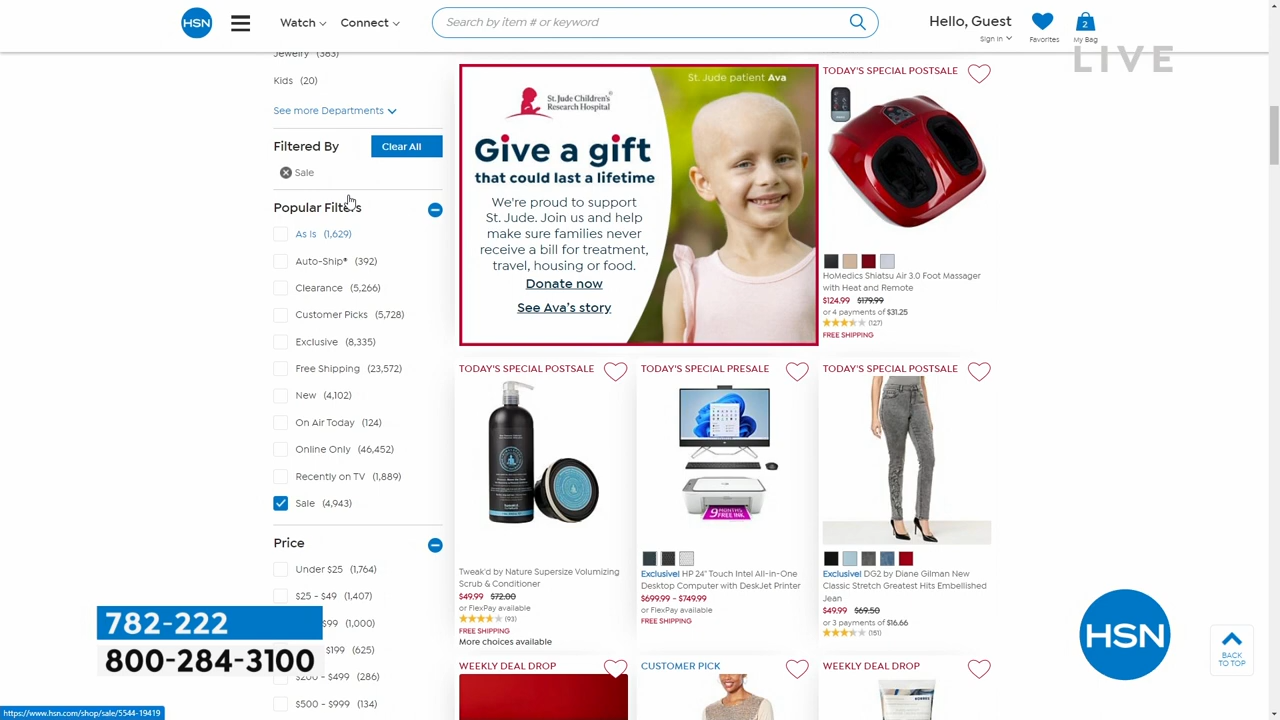 HSN
Watch
Connect
Search by item # or keyword
Hello, Guest
Sign In
Favorites
2
My Bag
LIVE
Jewelry (383)
Kids (20)
See more Departments
Filtered By
Clear All
Sale
Popular Filters
As Is (1,629)
Auto-Ship® (392)
Clearance (5,266)
Customer Picks (5,728)
Exclusive (8,335)
Free Shipping (23,572)
New (4,102)
On Air Today (124)
Online Only (46,452)
Recently on TV (1,889)
Sale (4,943)
Price
Under $25 (1,764)
$25 - $49 (1,407)
$99 (1,000)
$199 (625)
$200 - $499 (286)
$500 - $999 (134)
St. Jude patient Ava
St. Jude Children's
Research Hospital
Give a gift
that could last a lifetime
We're proud to support
St. Jude. Join us and help
make sure families never
receive a bill for treatment,
travel, housing or food.
Donate now
See Ava's story
TODAY'S SPECIAL POSTSALE
HoMedics Shiatsu Air 3.0 Foot Massager
with Heat and Remote
$124.99 $179.99
or 4 payments of $31.25
(127)
FREE SHIPPING
TODAY'S SPECIAL POSTSALE
Tweak'd by Nature Supersize Volumizing
Scrub & Conditioner
$49.99 $72.00
or FlexPay available
(93)
FREE SHIPPING
More choices available
TODAY'S SPECIAL PRESALE
9 MONTHS FREE INK
Exclusive! HP 24" Touch Intel All-in-One
Desktop Computer with DeskJet Printer
$699.99 - $749.99
or FlexPay available
FREE SHIPPING
TODAY'S SPECIAL POSTSALE
Exclusive! DG2 by Diane Gilman New
Classic Stretch Greatest Hits Embellished
Jean
$49.99 $69.50
or 3 payments of $16.66
(151)
WEEKLY DEAL DROP
CUSTOMER PICK
WEEKLY DEAL DROP
KORRES
782-222
800-284-3100
HSN
BACK
TO TOP
https://www.hsn.com/shop/sale/5544-19419